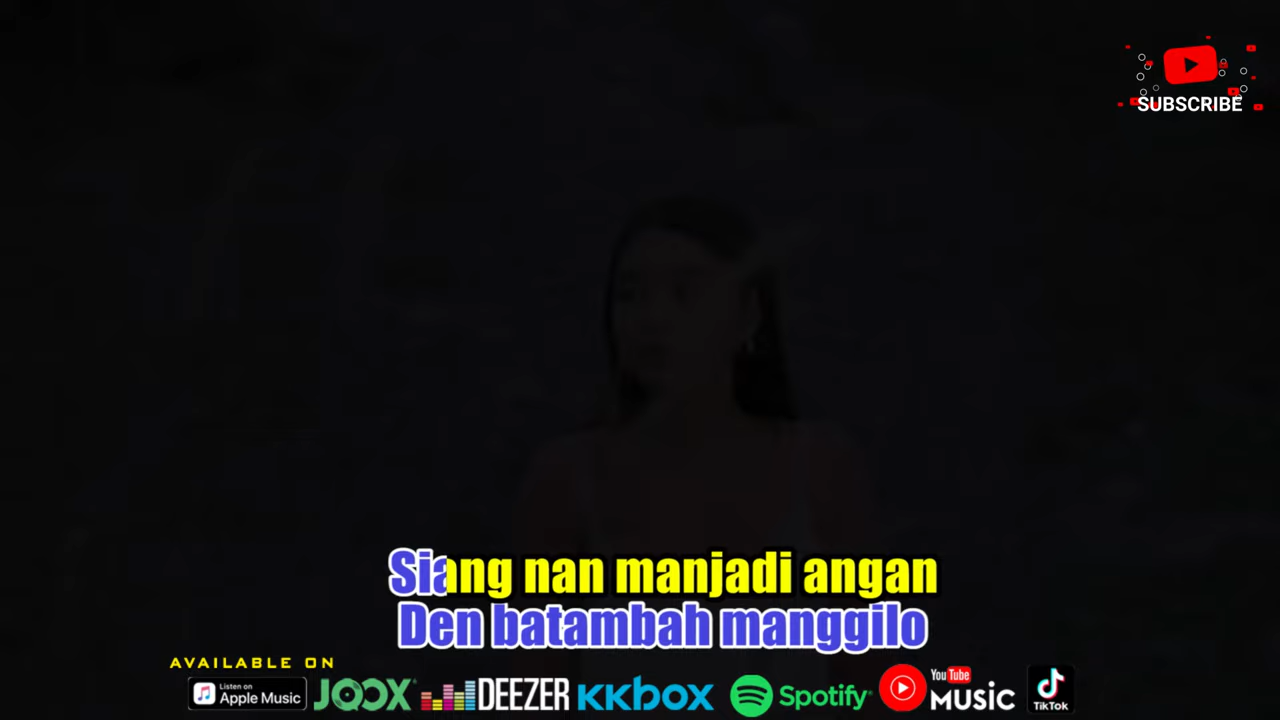 SUBSCRIBE
Siang nan manjadi angan
Den batambah manggilo
AVAILABLE ON
Listen on
Apple Music
JOOX
DEEZER
KKBOX
Spotify
YouTube
MUSIC
TikTok